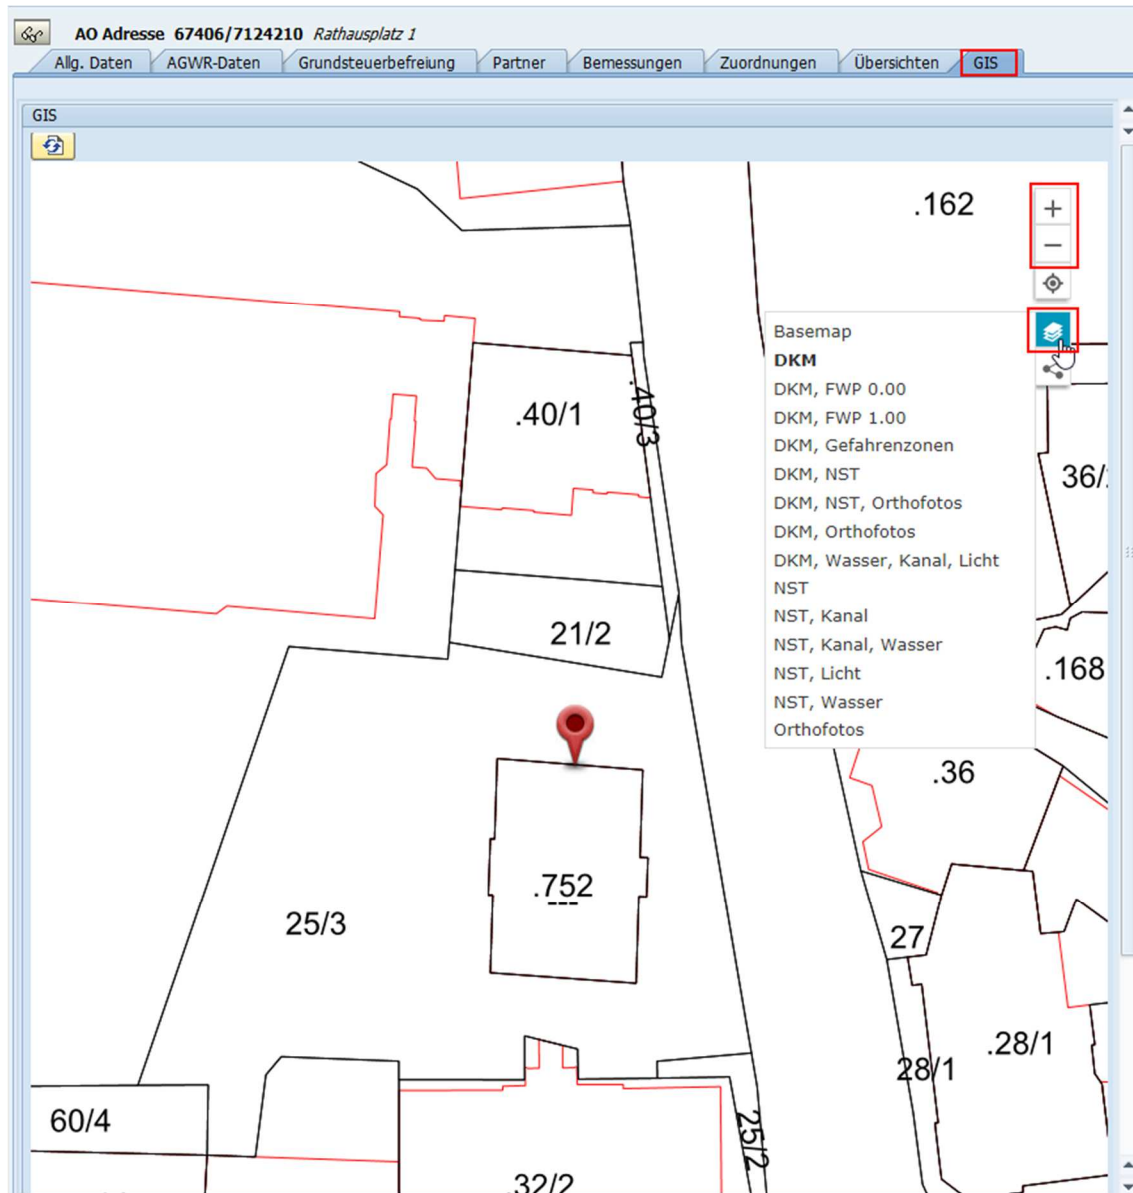 AO Adresse 67406/7124210 Rathausplatz 1
Allg. Daten AGWR-Daten Grundsteuerbefreiung Partner Bemessungen Zuordnungen Übersichten GIS
GIS
.162
Basemap
DKM
DKM, FWP 0.00
DKM, FWP 1.00
DKM, Gefahrenzonen
DKM, NST
DKM, NST, Orthofotos
DKM, Orthofotos
DKM, Wasser, Kanal, Licht
NST
NST, Kanal
NST, Kanal, Wasser
NST, Licht
NST, Wasser
Orthofotos
.40/1
.40/3
36/
21/2
.168
.36
.752
25/3
27
.28/1
28/1
60/4
25/2
.32/2